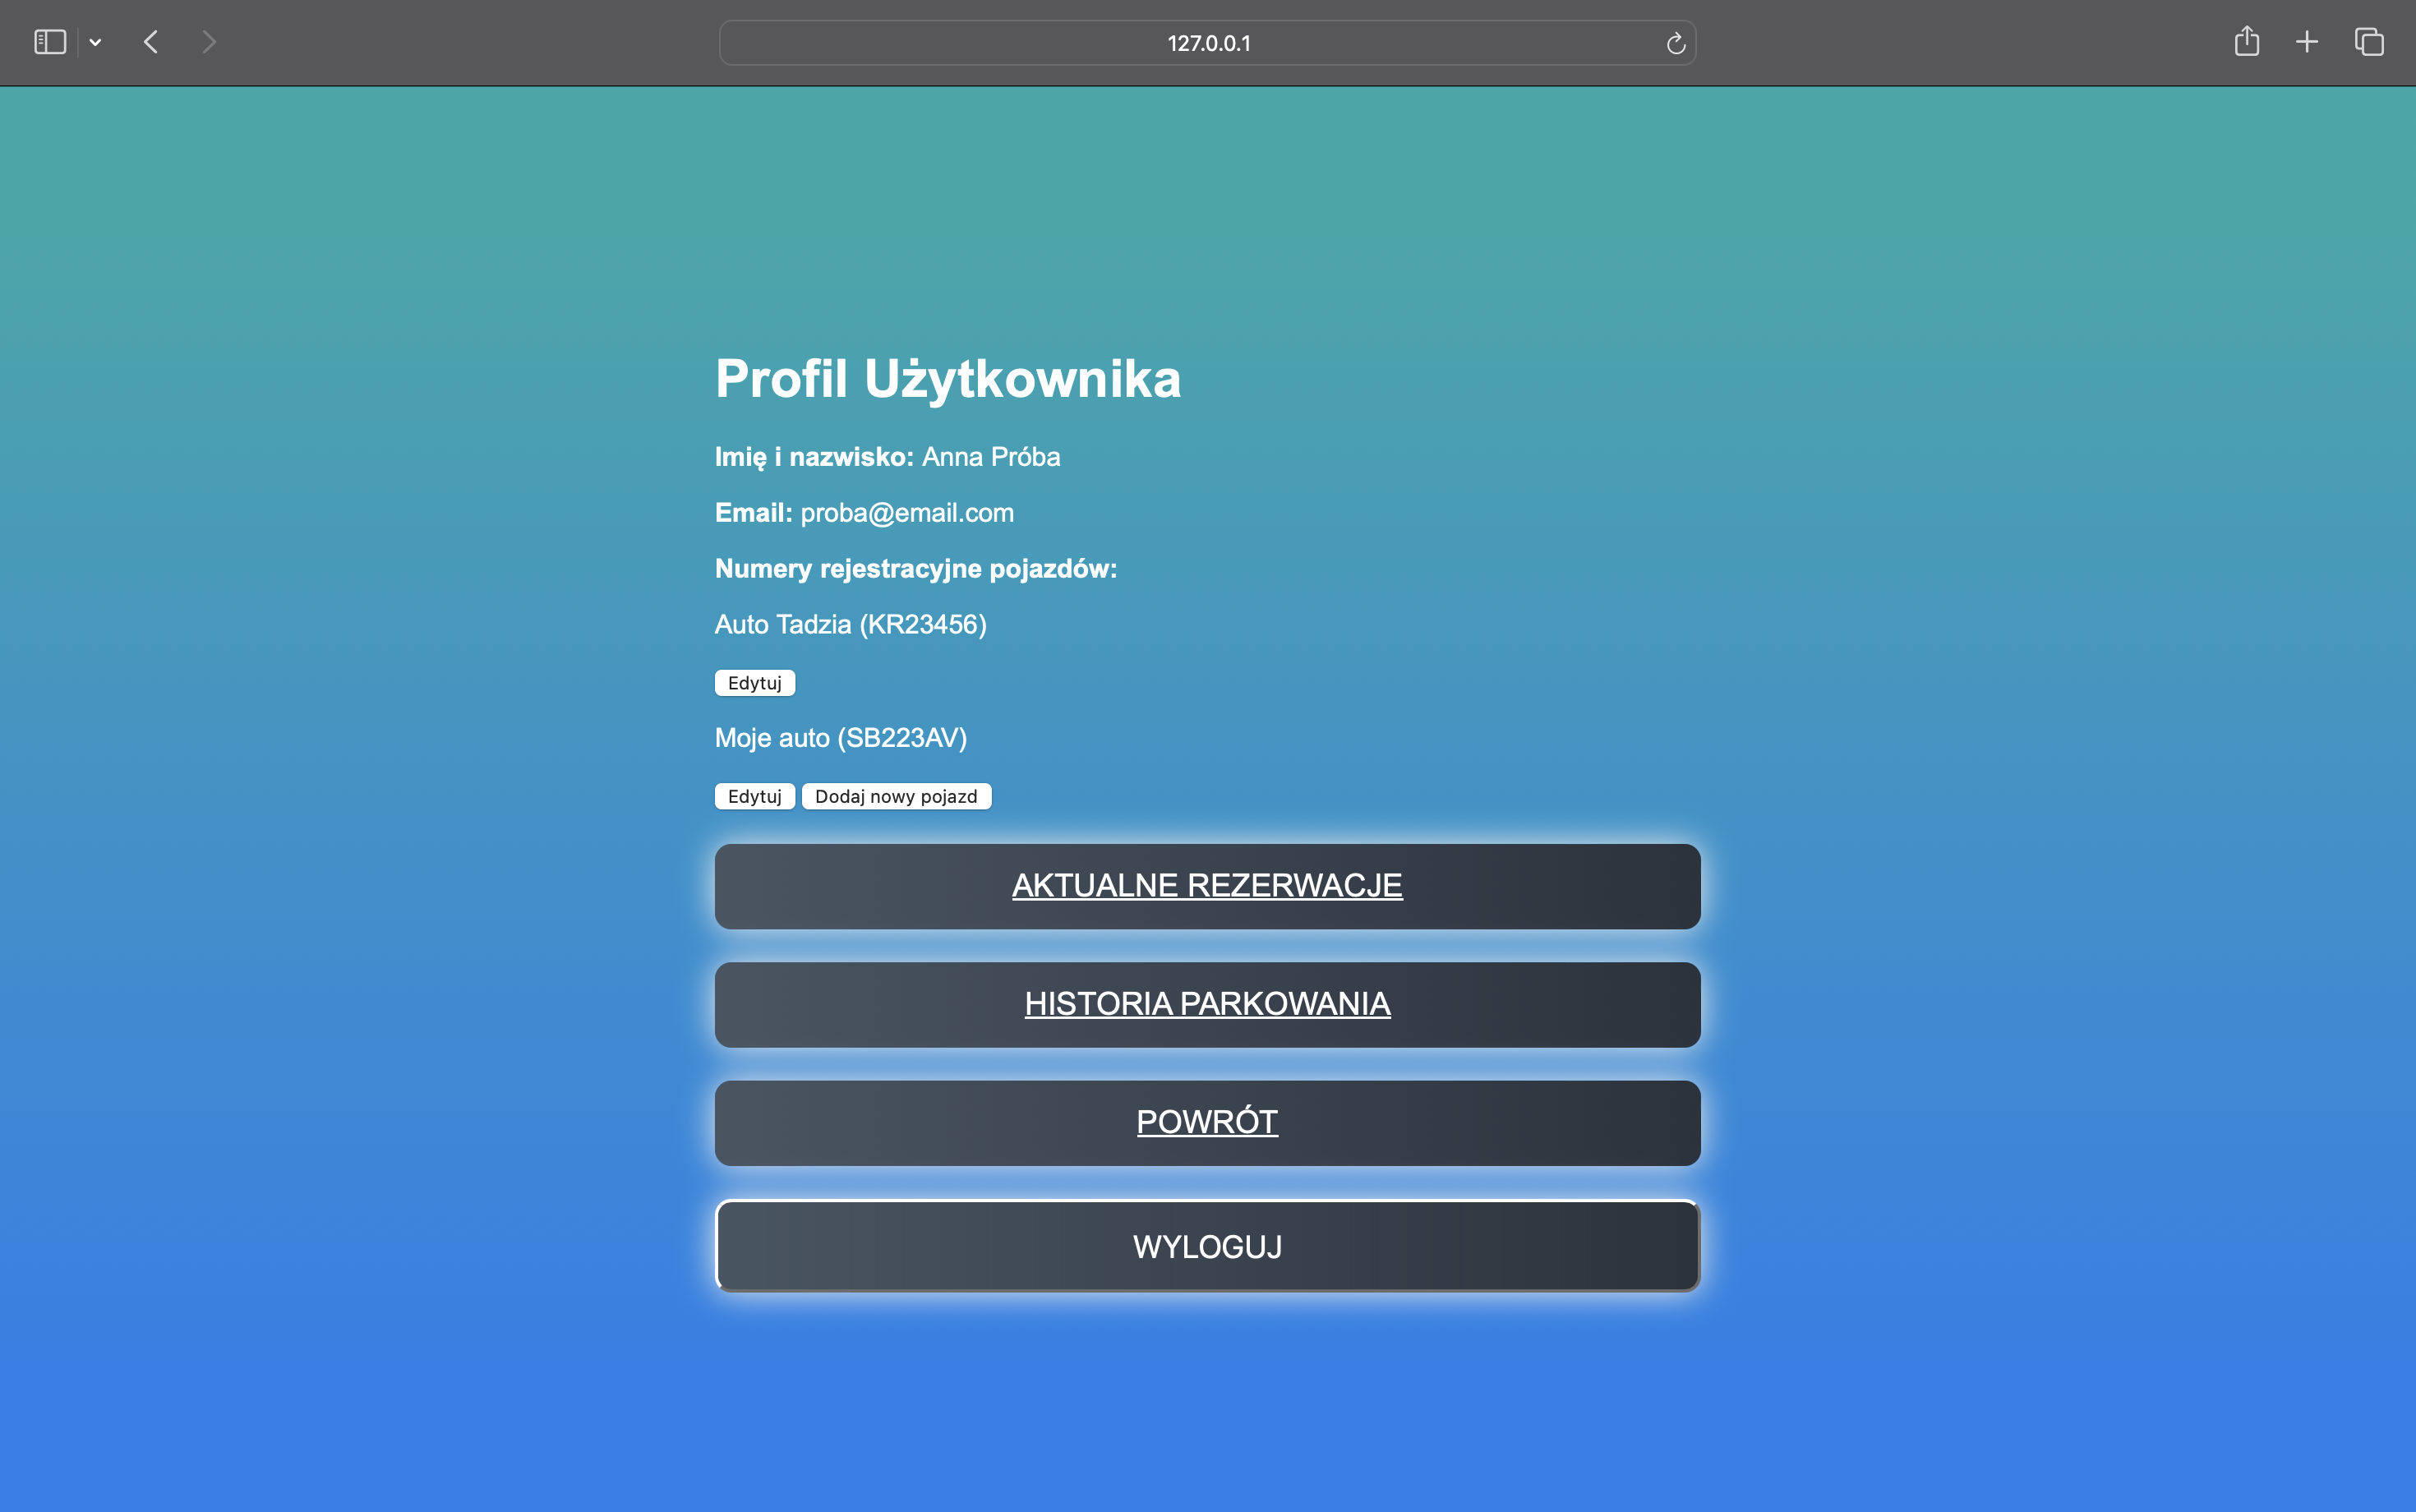 127.0.0.1
Profil Użytkownika
Imię i nazwisko: Anna Próba
Email: proba@email.com
Numery rejestracyjne pojazdów:
Auto Tadzia (KR23456)
Edytuj
Moje auto (SB223AV)
Edytuj Dodaj nowy pojazd
AKTUALNE REZERWACJE
HISTORIA PARKOWANIA
POWRÓT
WYLOGUJ